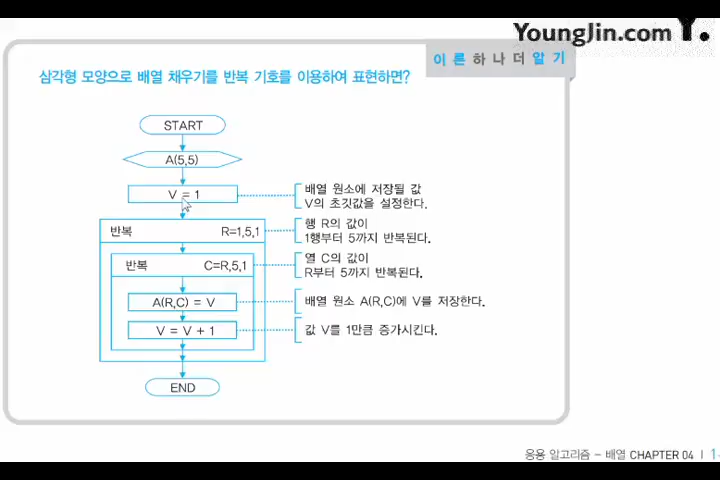 YoungJin.com Y.
이 론 하 나 더 알 기
삼각형 모양으로 배열 채우기를 반복 기호를 이용하여 표현하면?
START
A(5,5)
V = 1
배열 원소에 저장될 값
V의 초깃값을 설정한다.
반복 R=1,5,1
행 R의 값이
1행부터 5까지 반복된다.
반복 C=R,5,1
열 C의 값이
R부터 5까지 반복된다.
A(R,C) = V
배열 원소 A(R,C)에 V를 저장한다.
V = V + 1
값 V를 1만큼 증가시킨다.
END
응용 알고리즘 – 배열 CHAPTER 04 I